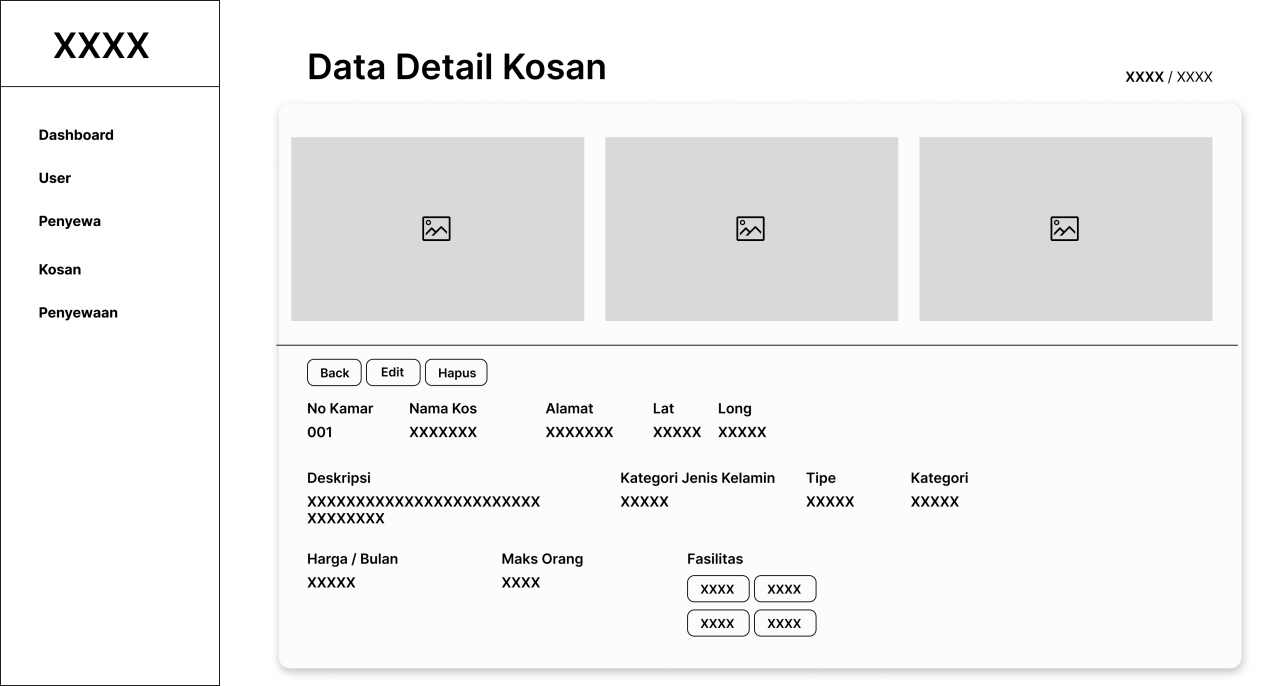 XXXX
Dashboard
User
Penyewa
Kosan
Penyewaan
Data Detail Kosan
XXXX / XXXX
Back Edit Hapus
No Kamar Nama Kos Alamat Lat Long
001 XXXXXXX XXXXXXX XXXXX XXXXX
Deskripsi Kategori Jenis Kelamin Tipe Kategori
XXXXXXXXXXXXXXXXXXXXXXXX XXXXX XXXXX XXXXX
XXXXXXXX
Harga / Bulan Maks Orang Fasilitas
XXXXX XXXX
XXXX XXXX
XXXX XXXX